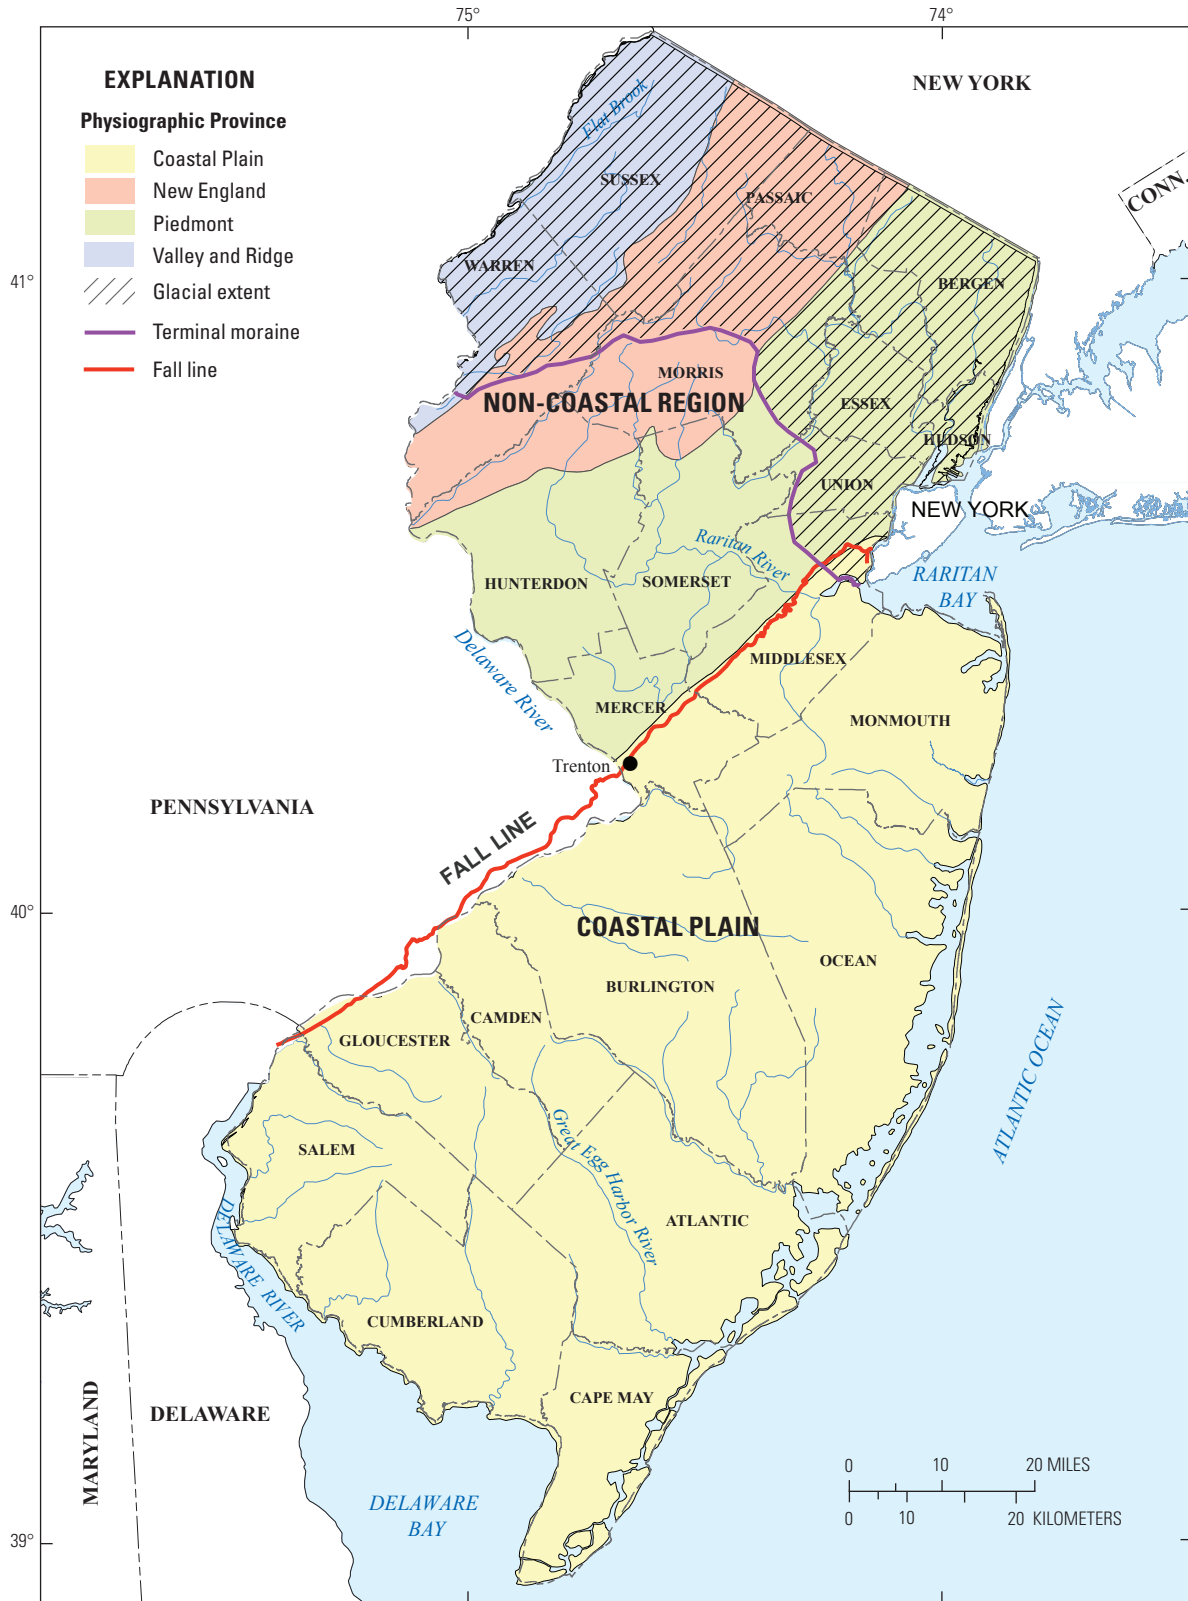 75°
74°
41°
40°
39°
EXPLANATION
Physiographic Province
Coastal Plain
New England
Piedmont
Valley and Ridge
Glacial extent
Terminal moraine
Fall line
NEW YORK
CONN.
Flat Brook
SUSSEX
PASSAIC
WARREN
BERGEN
MORRIS
NON-COASTAL REGION
ESSEX
HUDSON
UNION
NEW YORK
Raritan River
RARITAN
BAY
HUNTERDON
SOMERSET
Delaware River
MIDDLESEX
MERCER
MONMOUTH
Trenton
PENNSYLVANIA
FALL LINE
COASTAL PLAIN
OCEAN
BURLINGTON
CAMDEN
GLOUCESTER
ATLANTIC OCEAN
Great Egg Harbor River
SALEM
ATLANTIC
DELAWARE RIVER
CUMBERLAND
CAPE MAY
MARYLAND
DELAWARE
DELAWARE
BAY
0 10 20 MILES
0 10 20 KILOMETERS